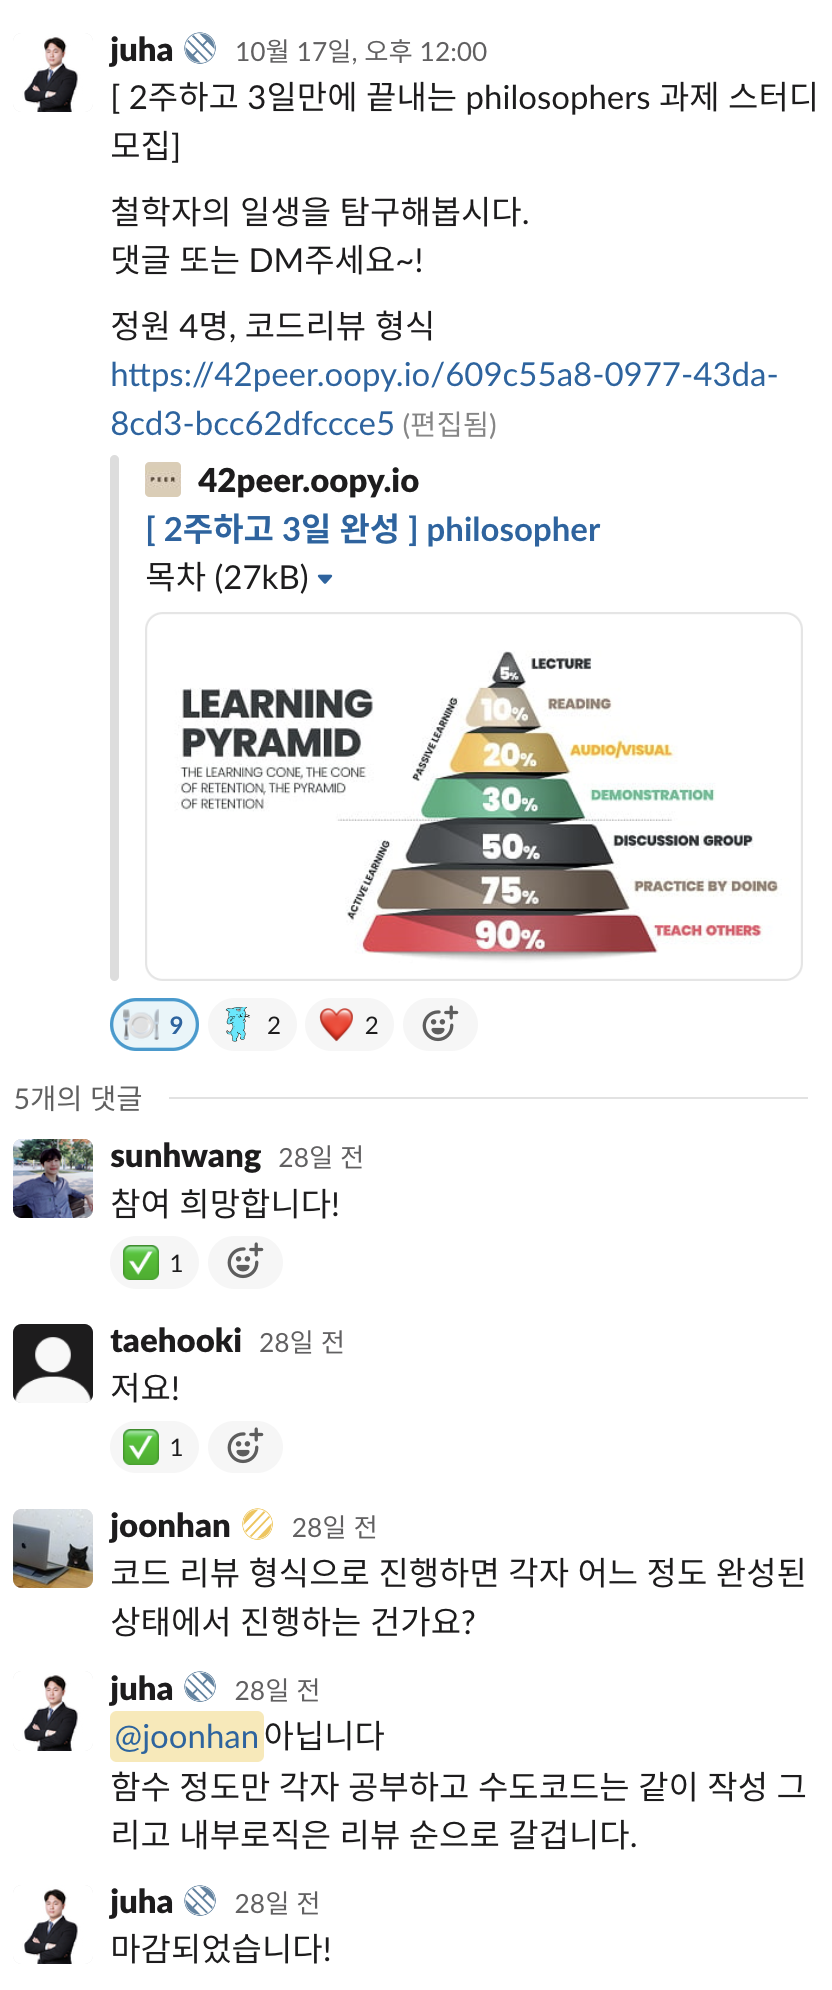 juha 10월 17일, 오후 12:00
[ 2주하고 3일만에 끝내는 philosophers 과제 스터디
모집]
철학자의 일생을 탐구해봅시다.
댓글 또는 DM주세요~!
정원 4명, 코드리뷰 형식
https://42peer.oopy.io/609c55a8-0977-43da-
8cd3-bcc62dfccce5 (편집됨)
PEER 42peer.oopy.io
[ 2주하고 3일 완성 ] philosopher
목차 (27kB)
LEARNING
PYRAMID
THE LEARNING CONE, THE CONE
OF RETENTION, THE PYRAMID
OF RETENTION
PASSIVE LEARNING
5% LECTURE
10% READING
20% AUDIO/VISUAL
30% DEMONSTRATION
ACTIVE LEARNING
50% DISCUSSION GROUP
75% PRACTICE BY DOING
90% TEACH OTHERS
9 2 2
5개의 댓글
sunhwang 28일 전
참여 희망합니다!
1
taehooki 28일 전
저요!
1
joonhan 28일 전
코드 리뷰 형식으로 진행하면 각자 어느 정도 완성된
상태에서 진행하는 건가요?
juha 28일 전
@joonhan아닙니다
함수 정도만 각자 공부하고 수도코드는 같이 작성 그
리고 내부로직은 리뷰 순으로 갈겁니다.
juha 28일 전
마감되었습니다!